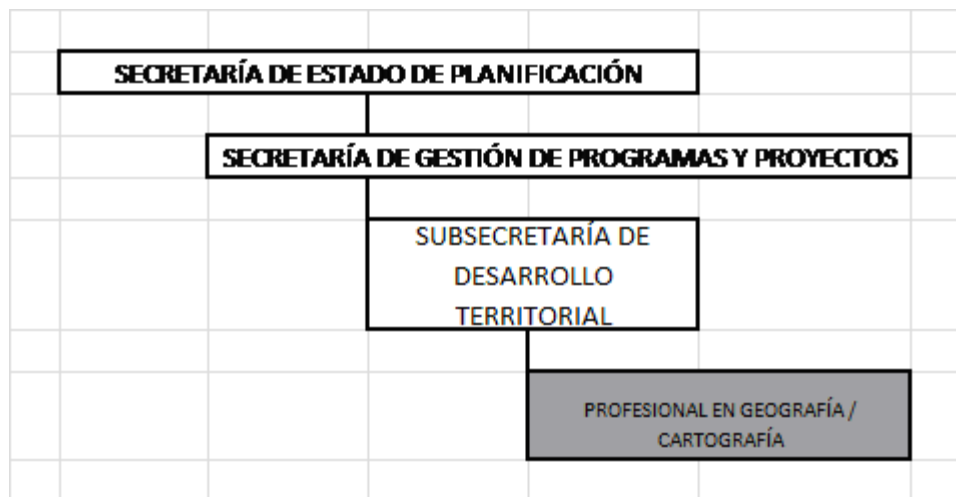 SECRETARÍA DE ESTADO DE PLANIFICACIÓN
SECRETARÍA DE GESTIÓN DE PROGRAMAS Y PROYECTOS
SUBSECRETARÍA DE
DESARROLLO
TERRITORIAL
PROFESIONAL EN GEOGRAFÍA /
CARTOGRAFÍA